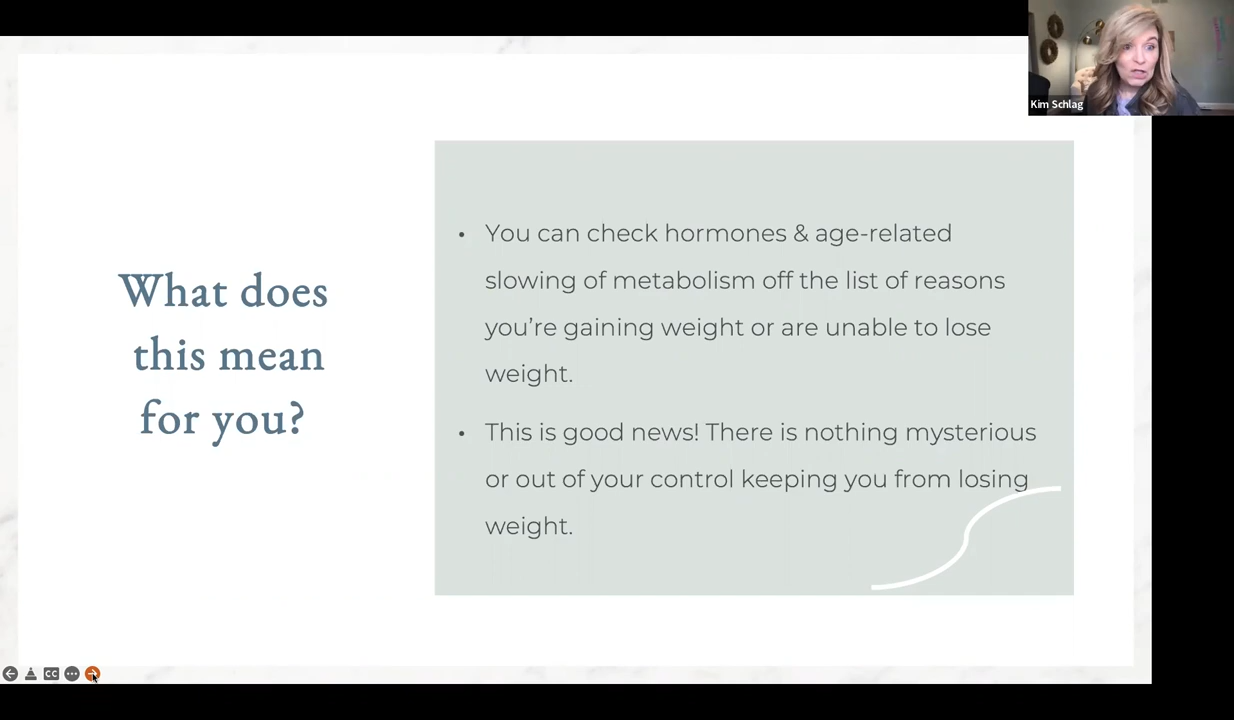 Kim Schlag
What does
this mean
for you?
• You can check hormones & age-related
slowing of metabolism off the list of reasons
you’re gaining weight or are unable to lose
weight.
• This is good news! There is nothing mysterious
or out of your control keeping you from losing
weight.
CC